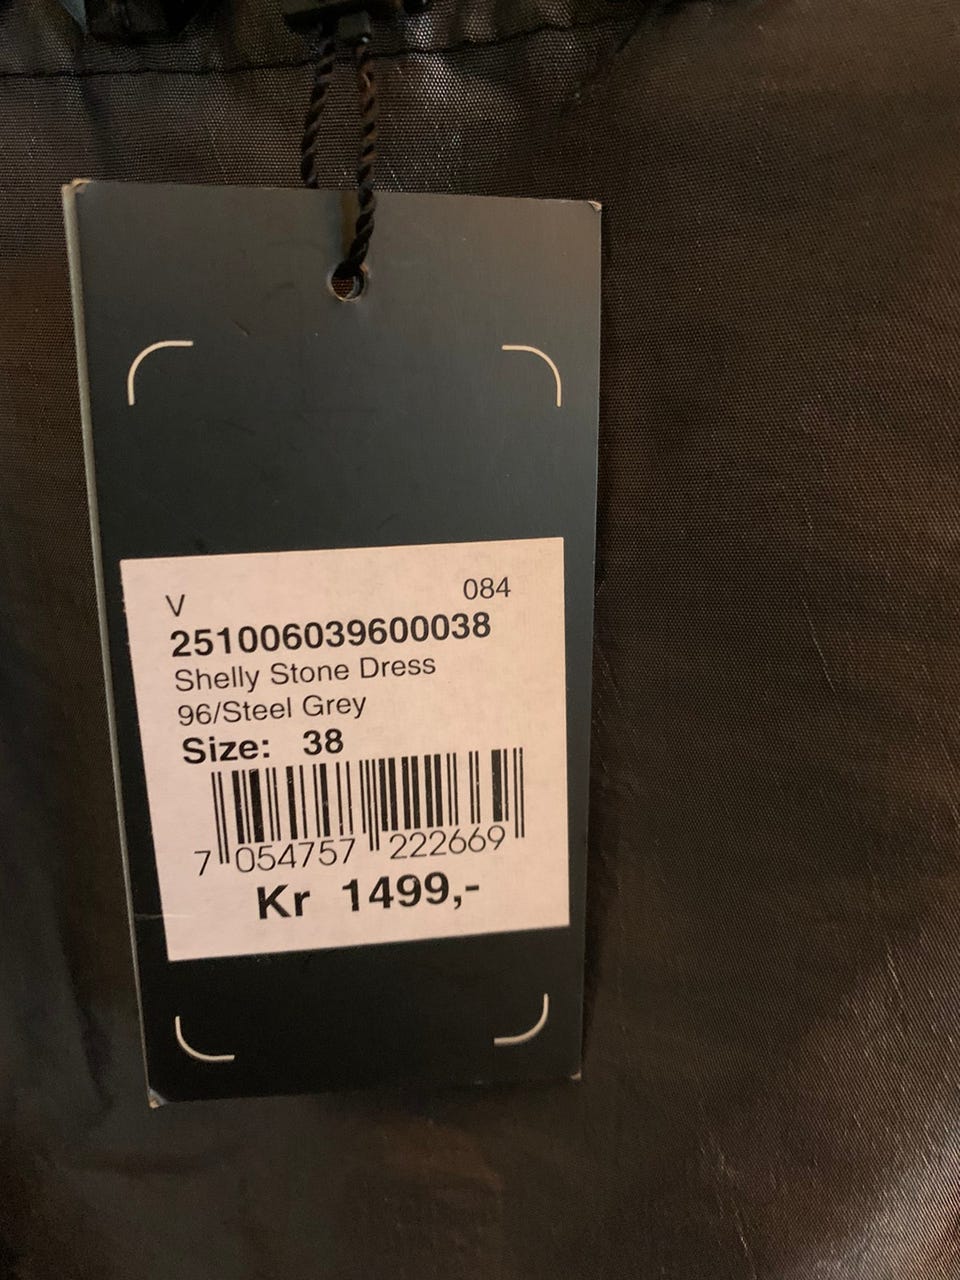 V 084
251006039600038
Shelly Stone Dress
96/Steel Grey
Size: 38
7 054757 222669
Kr 1499,-